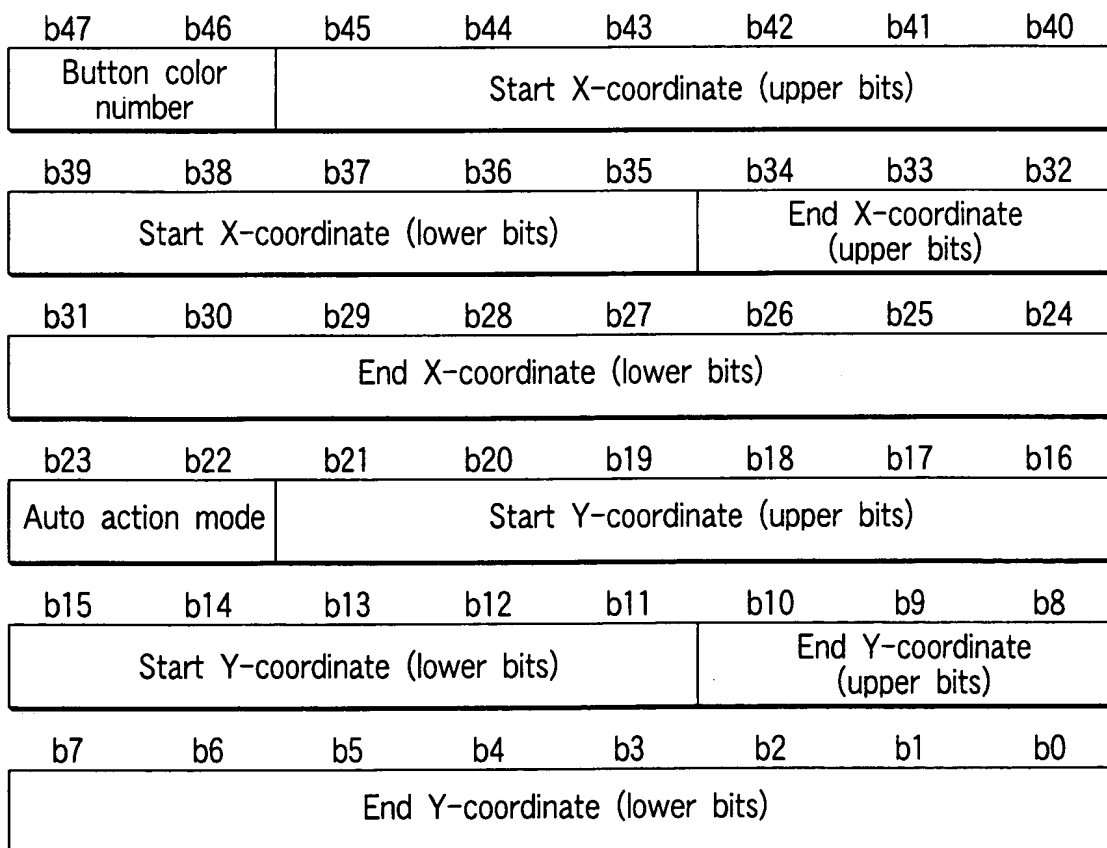 b47 b46 b45 b44 b43 b42 b41 b40
Button color
number
Start X-coordinate (upper bits)
b39 b38 b37 b36 b35 b34 b33 b32
Start X-coordinate (lower bits)
End X-coordinate
(upper bits)
b31 b30 b29 b28 b27 b26 b25 b24
End X-coordinate (lower bits)
b23 b22 b21 b20 b19 b18 b17 b16
Auto action mode Start Y-coordinate (upper bits)
b15 b14 b13 b12 b11 b10 b9 b8
Start Y-coordinate (lower bits)
End Y-coordinate
(upper bits)
b7 b6 b5 b4 b3 b2 b1 b0
End Y-coordinate (lower bits)